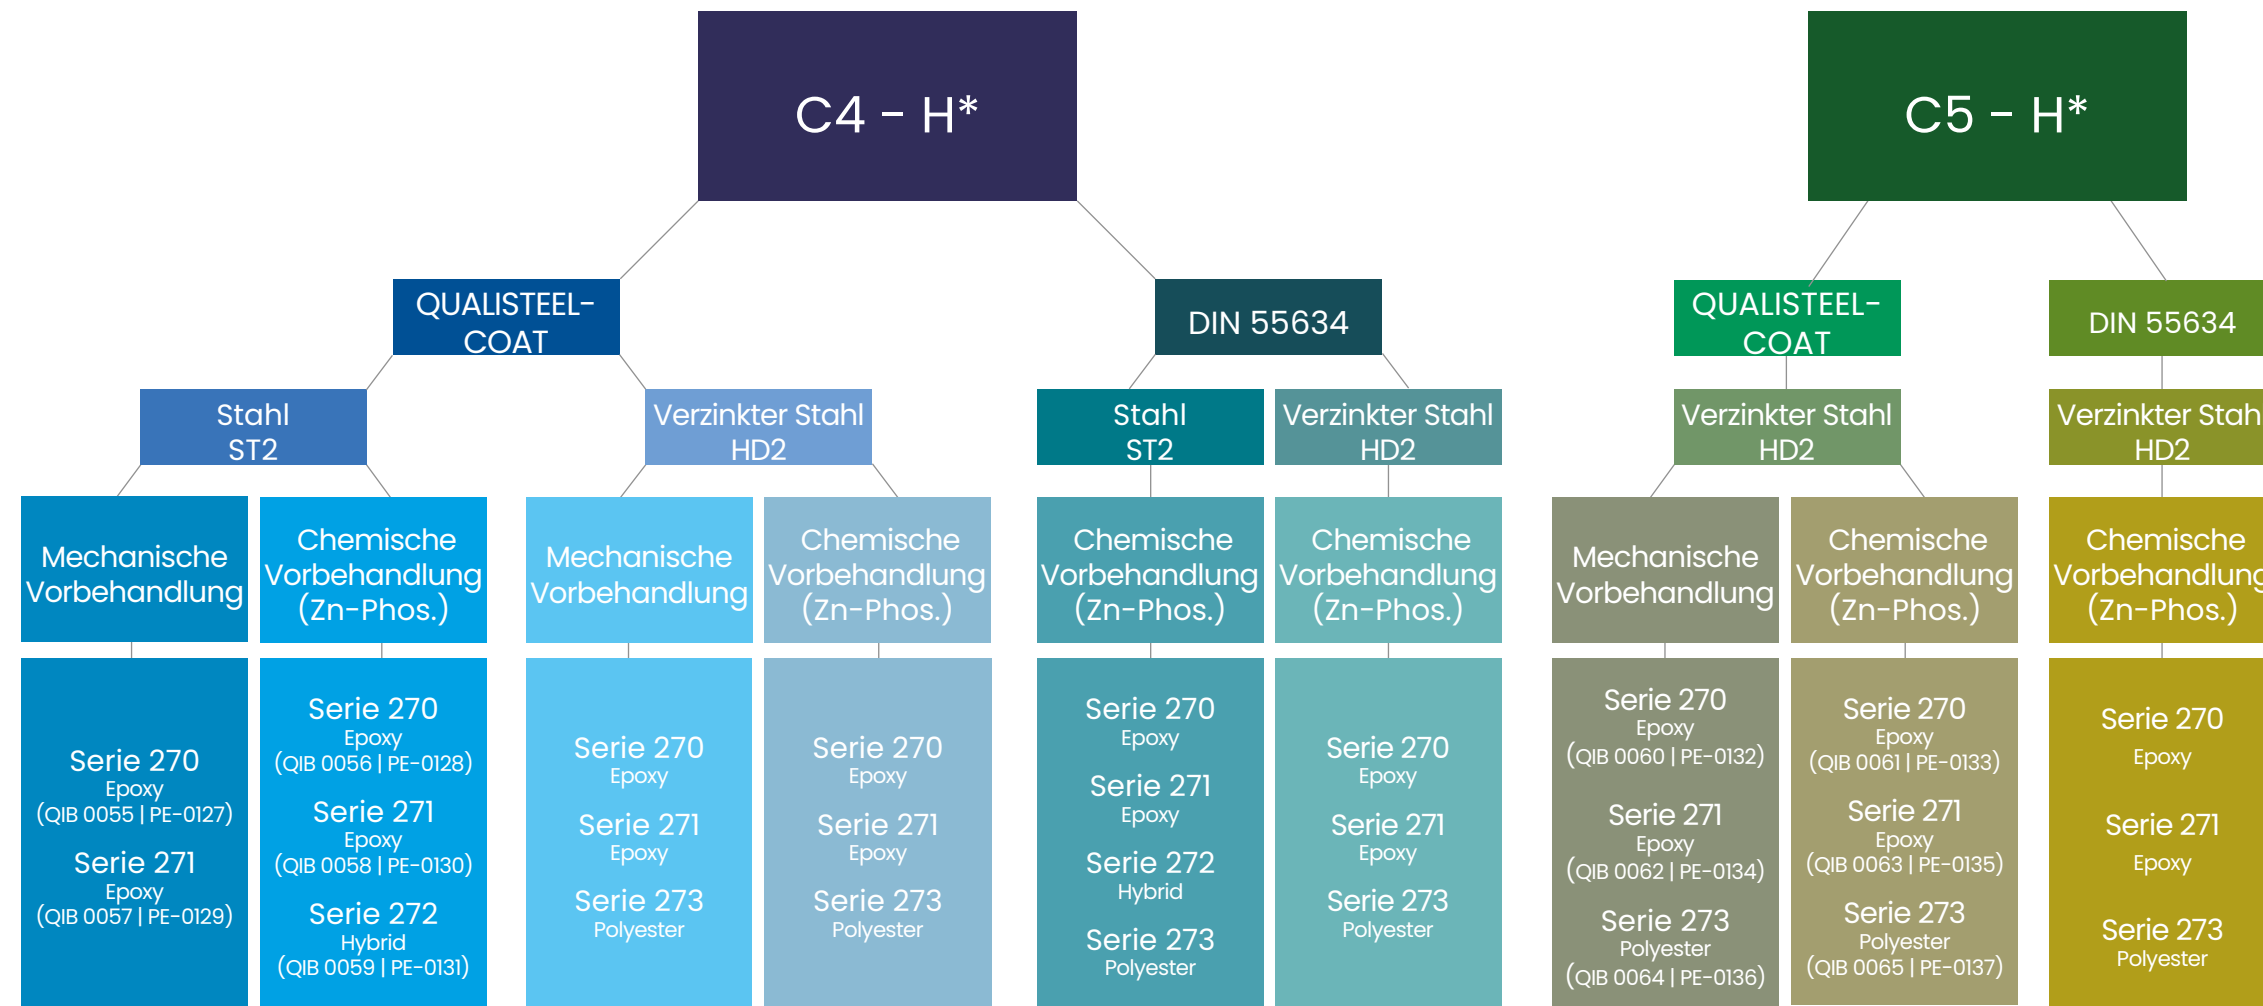 C4 - H*
C5 - H*
QUALISTEEL-
COAT
DIN 55634
QUALISTEEL-
COAT
DIN 55634
Stahl
ST2
Verzinkter Stahl
HD2
Stahl
ST2
Verzinkter Stahl
HD2
Verzinkter Stahl
HD2
Verzinkter Stahl
HD2
Mechanische
Vorbehandlung
Chemische
Vorbehandlung
(Zn-Phos.)
Mechanische
Vorbehandlung
Chemische
Vorbehandlung
(Zn-Phos.)
Chemische
Vorbehandlung
(Zn-Phos.)
Chemische
Vorbehandlung
(Zn-Phos.)
Mechanische
Vorbehandlung
Chemische
Vorbehandlung
(Zn-Phos.)
Chemische
Vorbehandlung
(Zn-Phos.)
Serie 270
Epoxy
(QIB 0055 | PE-0127)
Serie 271
Epoxy
(QIB 0057 | PE-0129)
Serie 270
Epoxy
(QIB 0056 | PE-0128)
Serie 271
Epoxy
(QIB 0058 | PE-0130)
Serie 272
Hybrid
(QIB 0059 | PE-0131)
Serie 270
Epoxy
Serie 271
Epoxy
Serie 273
Polyester
Serie 270
Epoxy
Serie 271
Epoxy
Serie 273
Polyester
Serie 270
Epoxy
Serie 271
Epoxy
Serie 272
Hybrid
Serie 273
Polyester
Serie 270
Epoxy
Serie 271
Epoxy
Serie 273
Polyester
Serie 270
Epoxy
(QIB 0060 | PE-0132)
Serie 271
Epoxy
(QIB 0062 | PE-0134)
Serie 273
Polyester
(QIB 0064 | PE-0136)
Serie 270
Epoxy
(QIB 0061 | PE-0133)
Serie 271
Epoxy
(QIB 0063 | PE-0135)
Serie 273
Polyester
(QIB 0065 | PE-0137)
Serie 270
Epoxy
Serie 271
Epoxy
Serie 273
Polyester